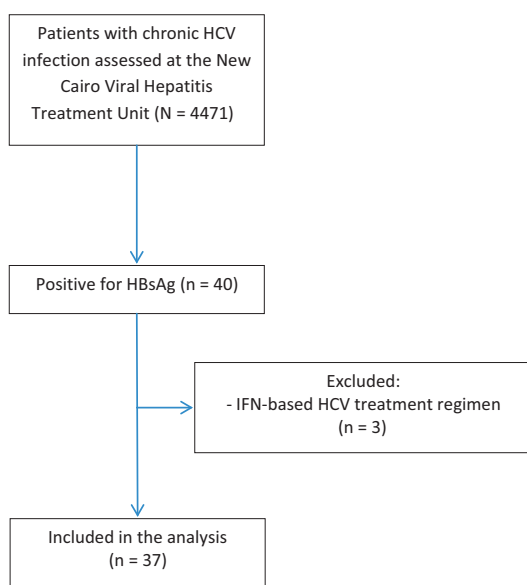 Patients with chronic HCV
infection assessed at the New
Cairo Viral Hepatitis
Treatment Unit (N = 4471)
Positive for HBsAg (n = 40)
Excluded:
- IFN-based HCV treatment regimen
(n = 3)
Included in the analysis
(n = 37)